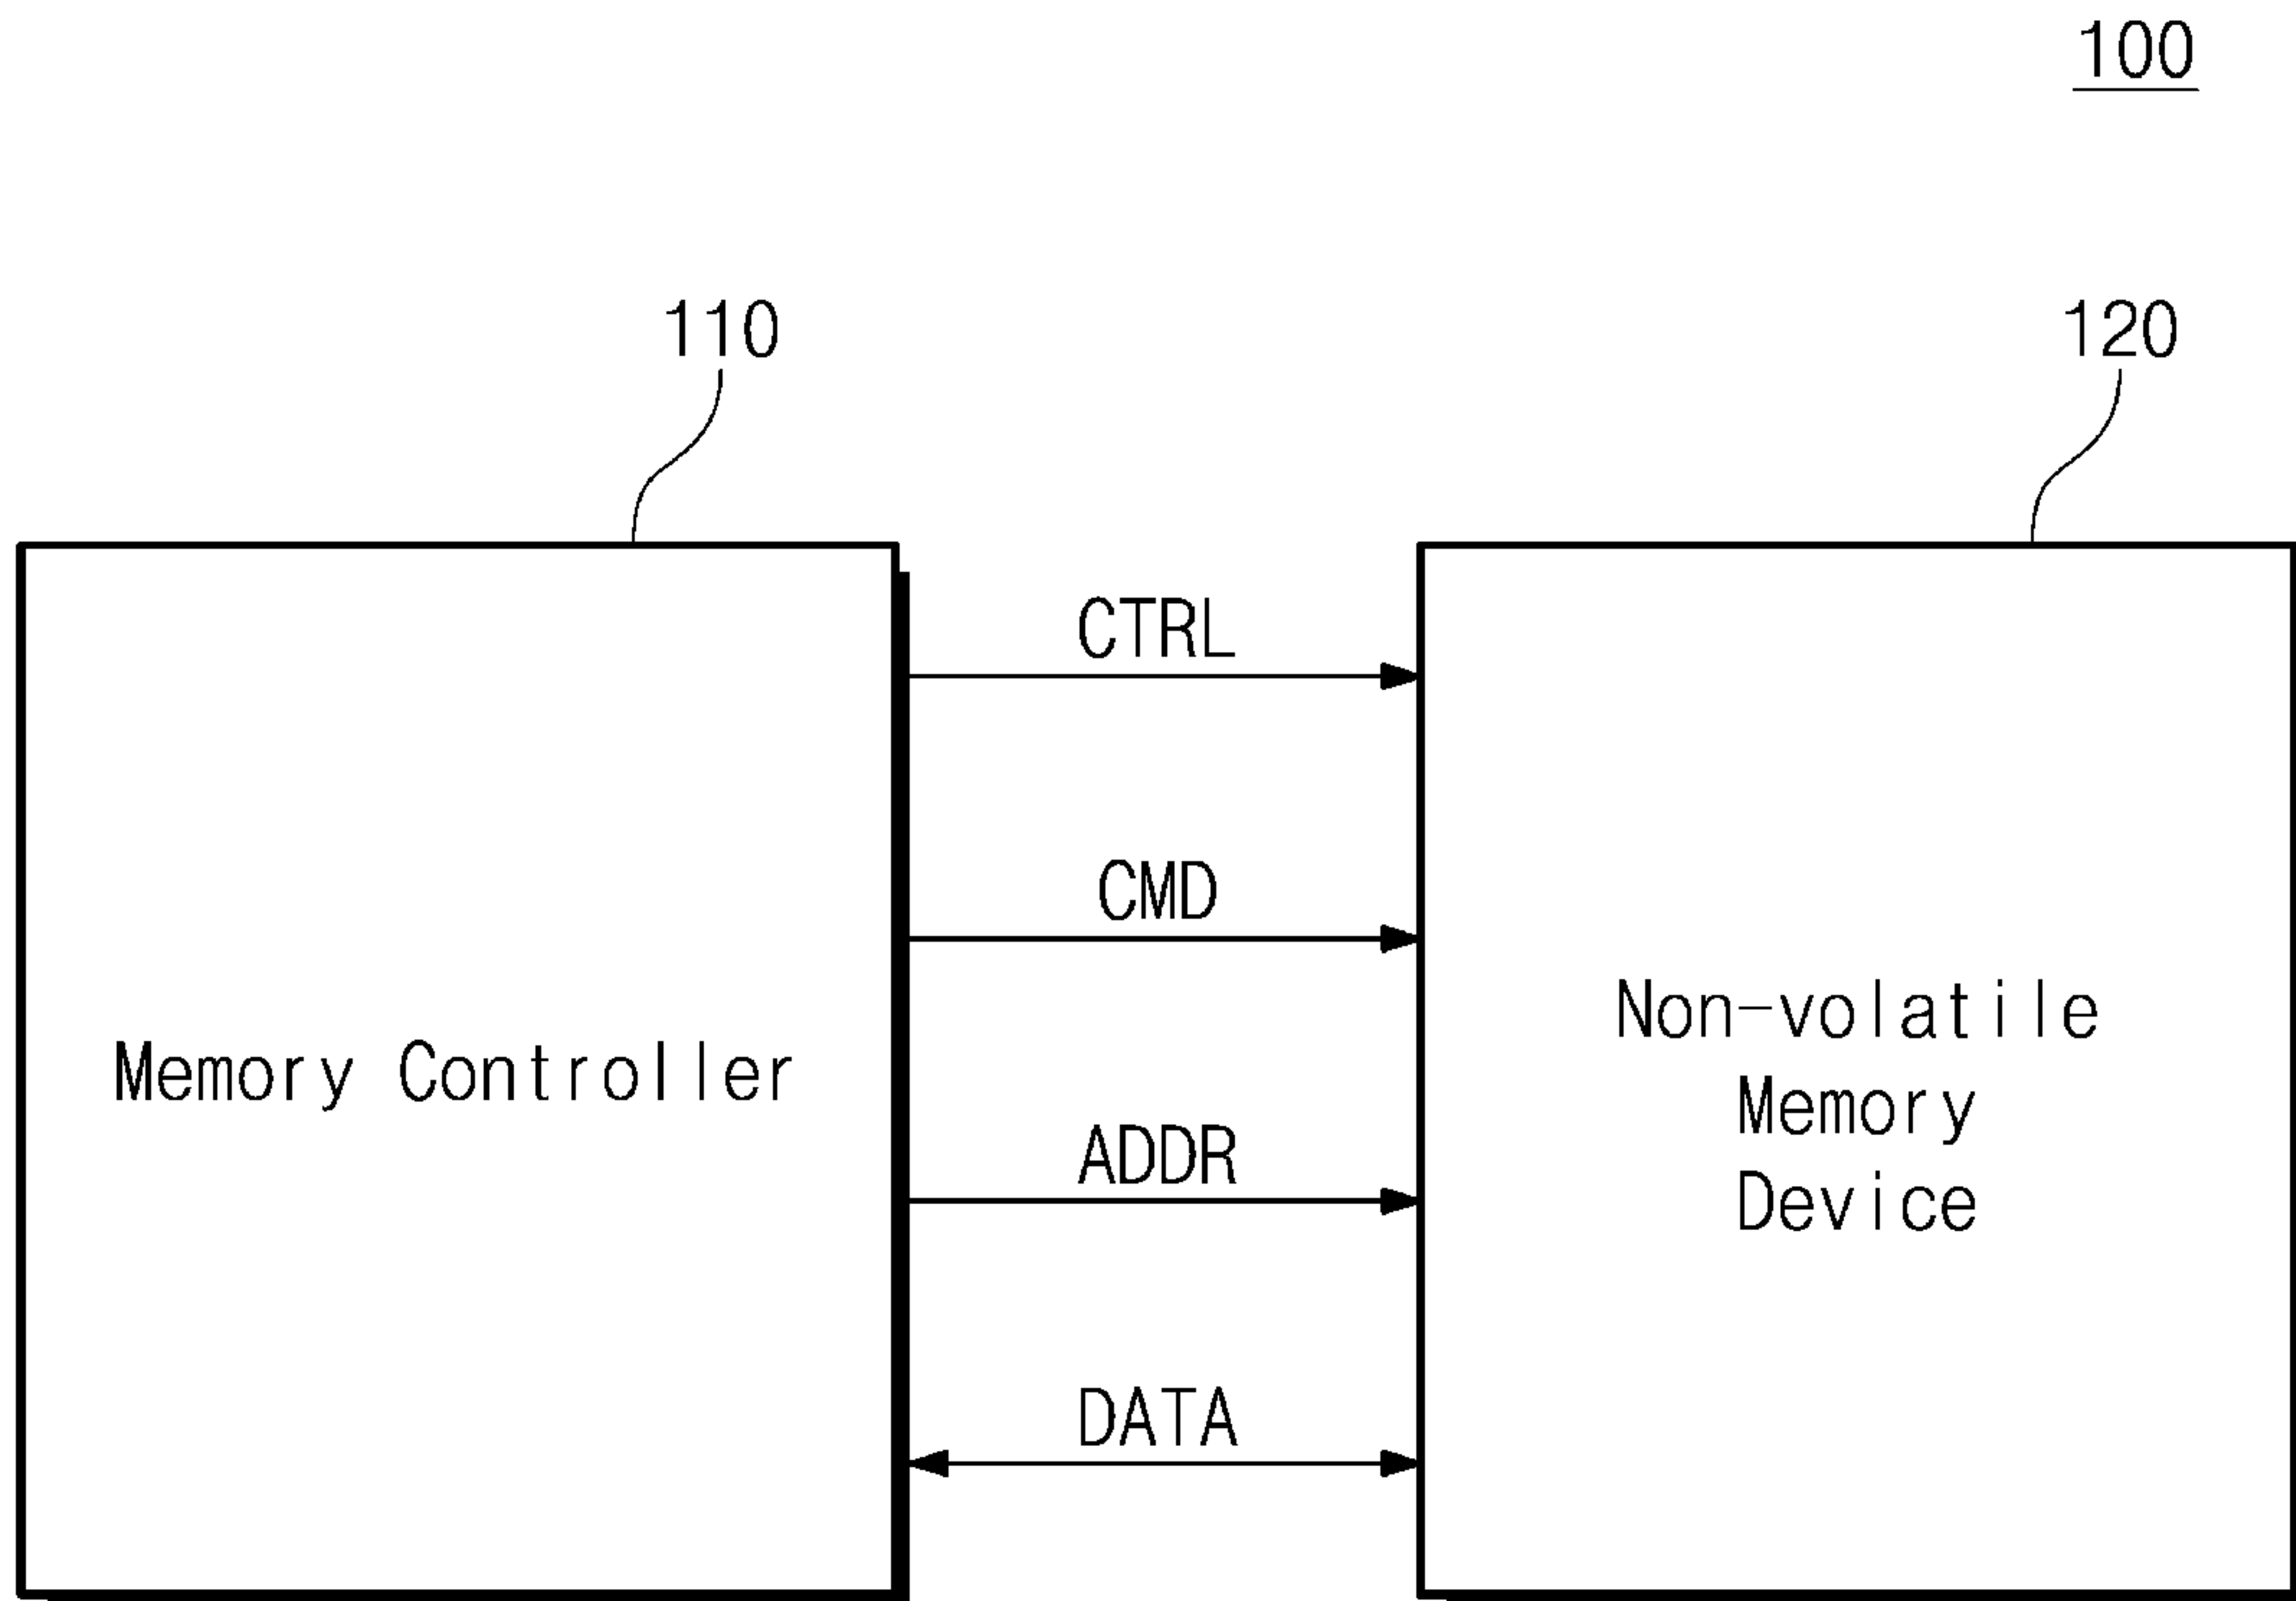 100
110
120
CTRL
CMD
Non-volatile
Memory
Device
Memory Controller
ADDR
DATA